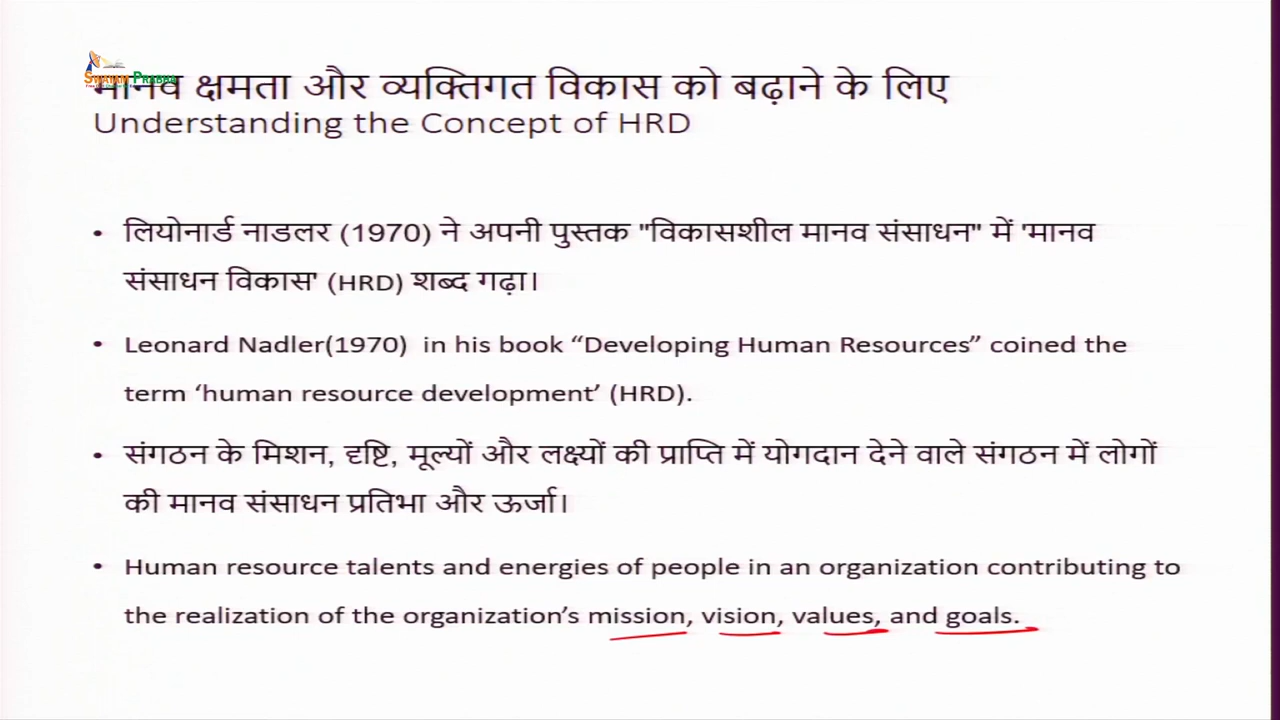 SWAYAM PRABHA
मानव क्षमता और व्यक्तिगत विकास को बढ़ाने के लिए
Understanding the Concept of HRD
• लियोनार्ड नाडलर (1970) ने अपनी पुस्तक "विकासशील मानव संसाधन" में 'मानव
संसाधन विकास' (HRD) शब्द गढ़ा।
• Leonard Nadler(1970) in his book “Developing Human Resources” coined the
term ‘human resource development’ (HRD).
• संगठन के मिशन, दृष्टि, मूल्यों और लक्ष्यों की प्राप्ति में योगदान देने वाले संगठन में लोगों
की मानव संसाधन प्रतिभा और ऊर्जा।
• Human resource talents and energies of people in an organization contributing to
the realization of the organization’s mission, vision, values, and goals.